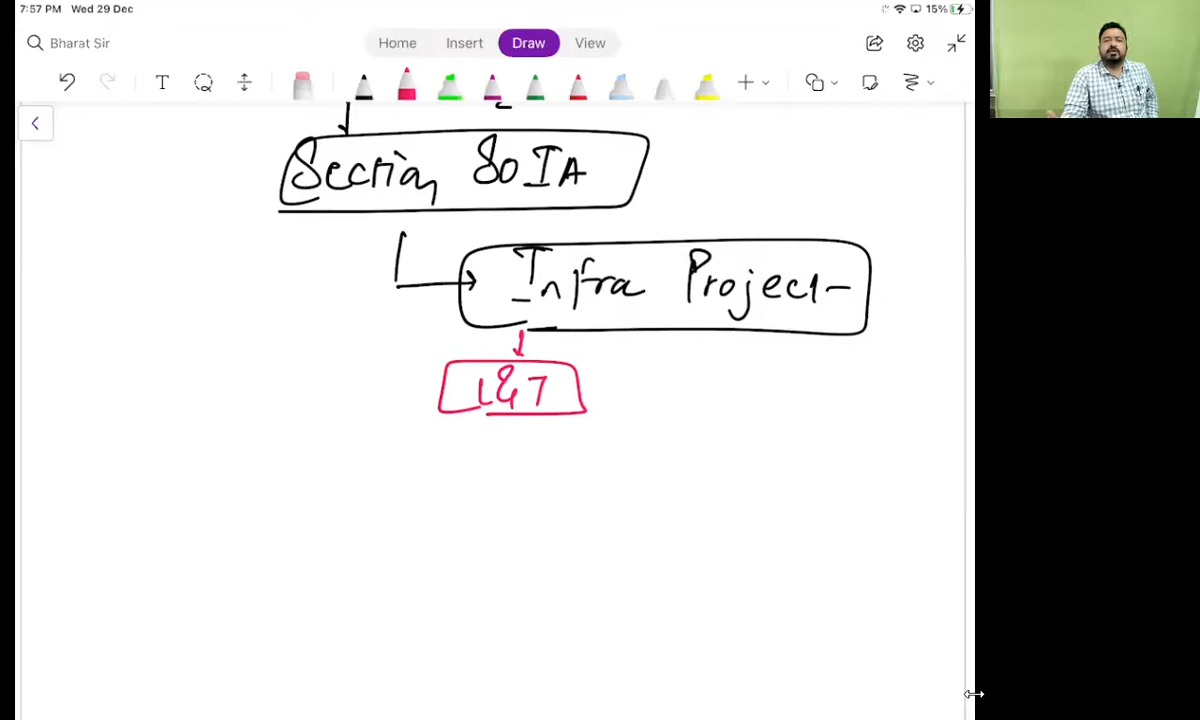 7:57 PM Wed 29 Dec 15%
Bharat Sir Home Insert Draw View
T
Section 80IA
Infra Project
L&T